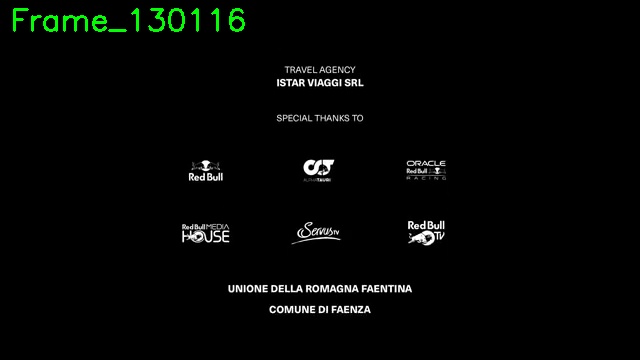 Frame_130116
TRAVEL AGENCY
ISTAR VIAGGI SRL
SPECIAL THANKS TO
Red Bull
ALPHATAURI
ORACLE
Red Bull
RACING
Red Bull MEDIA
HOUSE
ServusTV
Red Bull
TV
UNIONE DELLA ROMAGNA FAENTINA
COMUNE DI FAENZA